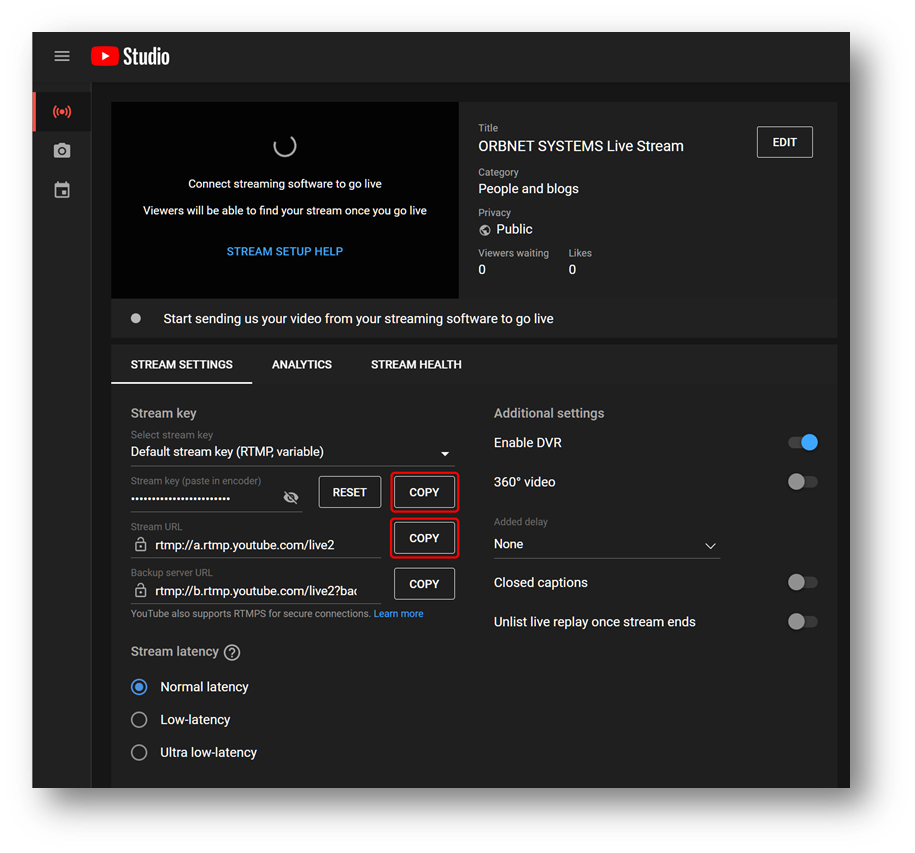 Studio
Connect streaming software to go live
Viewers will be able to find your stream once you go live
STREAM SETUP HELP
Title
ORBNET SYSTEMS Live Stream
EDIT
Category
People and blogs
Privacy
Public
Viewers waiting
Likes
0
0
Start sending us your video from your streaming software to go live
STREAM SETTINGS
ANALYTICS
STREAM HEALTH
Stream key
Select stream key
Default stream key (RTMP, variable)
Stream key (paste in encoder)
••••••••••••••••••••••••
RESET
COPY
Stream URL
rtmp://a.rtmp.youtube.com/live2
COPY
Backup server URL
rtmp://b.rtmp.youtube.com/live2?bac
COPY
YouTube also supports RTMPS for secure connections. Learn more
Stream latency
Normal latency
Low-latency
Ultra low-latency
Additional settings
Enable DVR
360° video
Added delay
None
Closed captions
Unlist live replay once stream ends